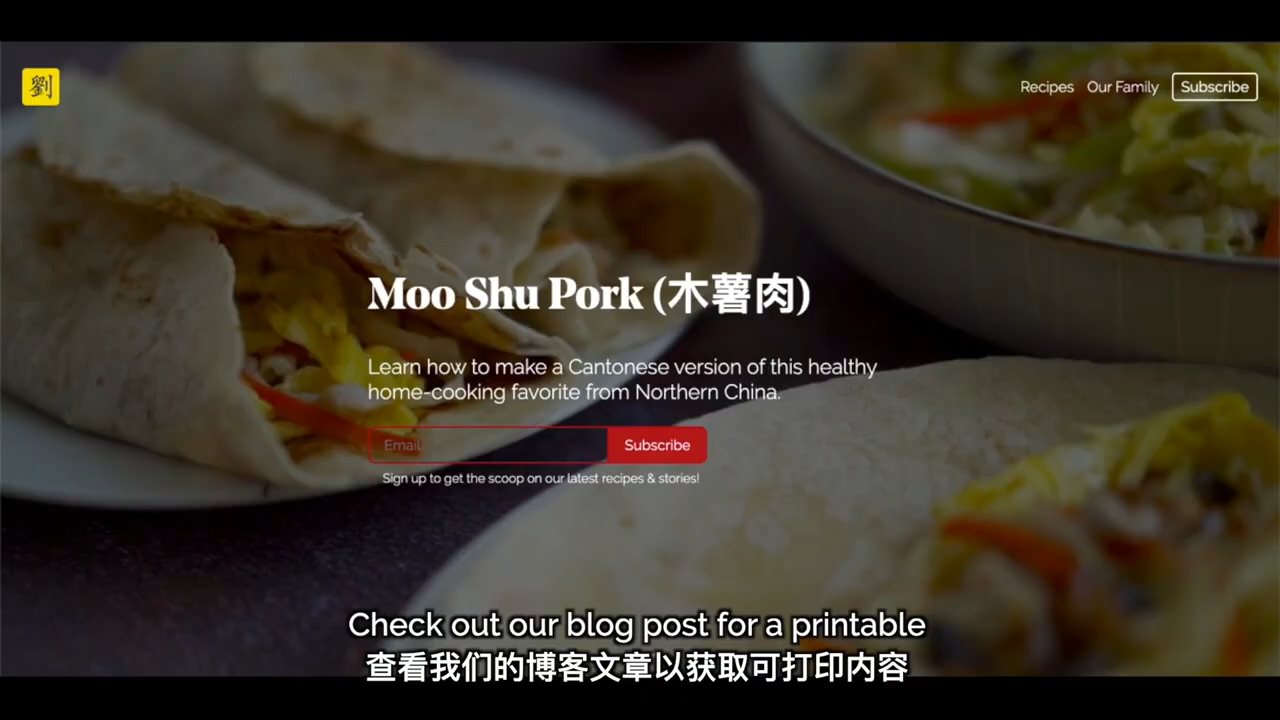 劉
Recipes Our Family Subscribe
Moo Shu Pork (木薯肉)
Learn how to make a Cantonese version of this healthy
home-cooking favorite from Northern China.
Email Subscribe
Sign up to get the scoop on our latest recipes & stories!
Check out our blog post for a printable
查看我们的博客文章以获取可打印内容